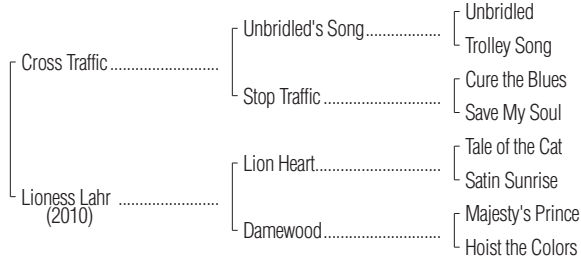 Unbridled
Unbridled's Song....................
Trolley Song
Cross Traffic..............................
Cure the Blues
Stop Traffic ................................
Save My Soul
Tale of the Cat
Lion Heart..................................
Satin Sunrise
Lioness Lahr ............................
(2010)
Majesty's Prince
Damewood................................
Hoist the Colors